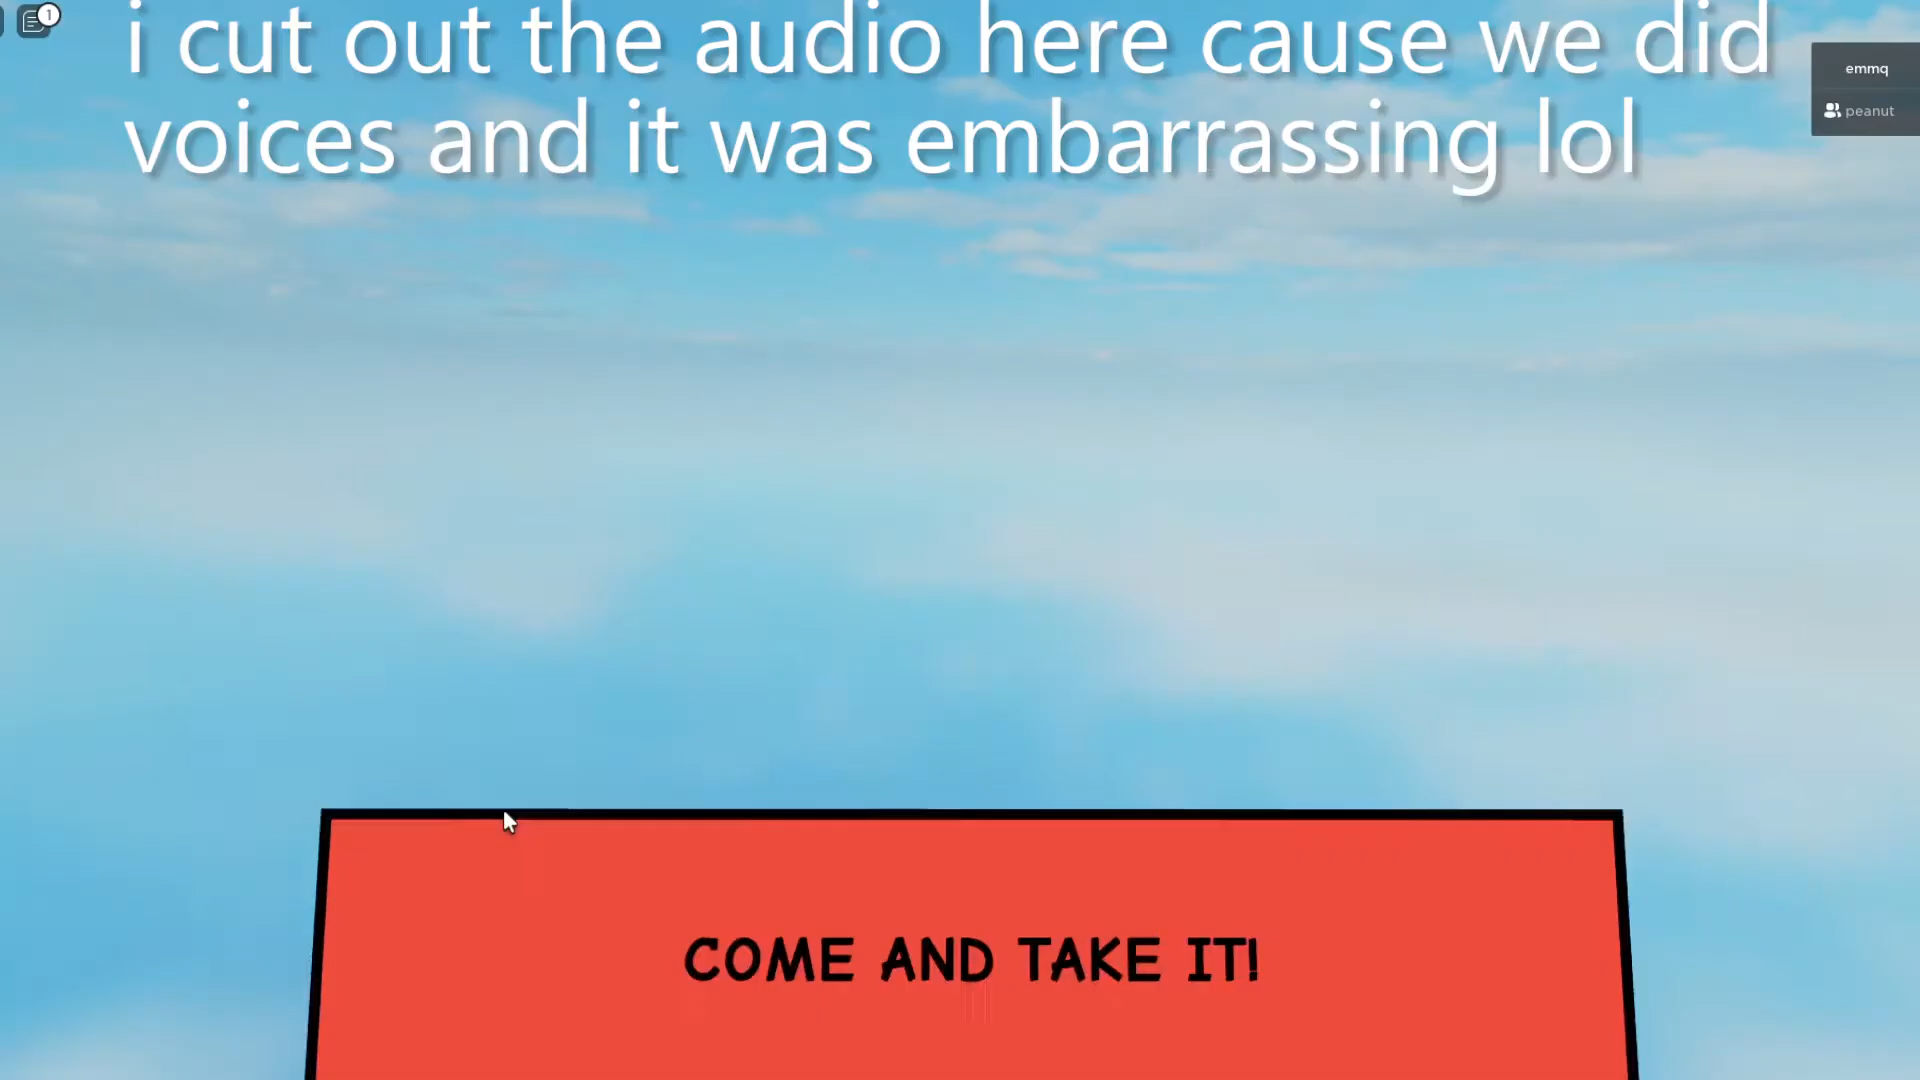 1
i cut out the audio here cause we did
voices and it was embarrassing lol
emmq
peanut
COME AND TAKE IT!